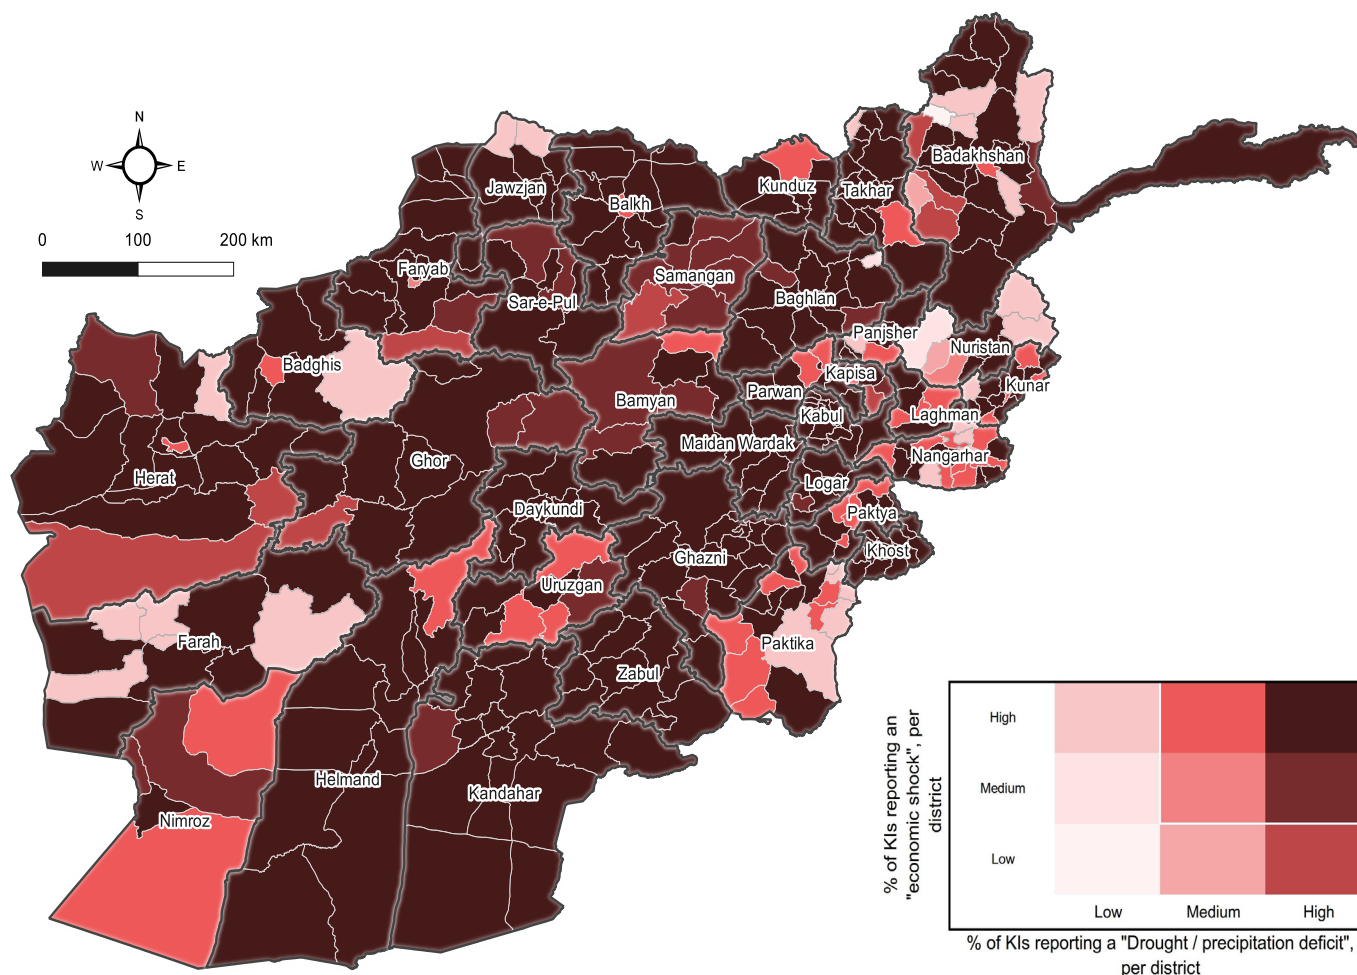 N
W E
S
0 100 200 km
Badakhshan
Jawzjan
Kunduz
Takhar
Balkh
Faryab
Samangan
Sar-e-Pul
Baghlan
Panjsher
Nuristan
Badghis
Kapisa
Kunar
Parwan
Bamyan
Kabul
Laghman
Maidan Wardak
Nangarhar
Ghor
Herat
Logar
Daykundi
Paktya
Khost
Ghazni
Uruzgan
Farah
Paktika
Zabul
Helmand
Kandahar
Nimroz
% of KIs reporting an
"economic shock", per
district
High
Medium
Low
Low Medium High
% of KIs reporting a "Drought / precipitation deficit",
per district